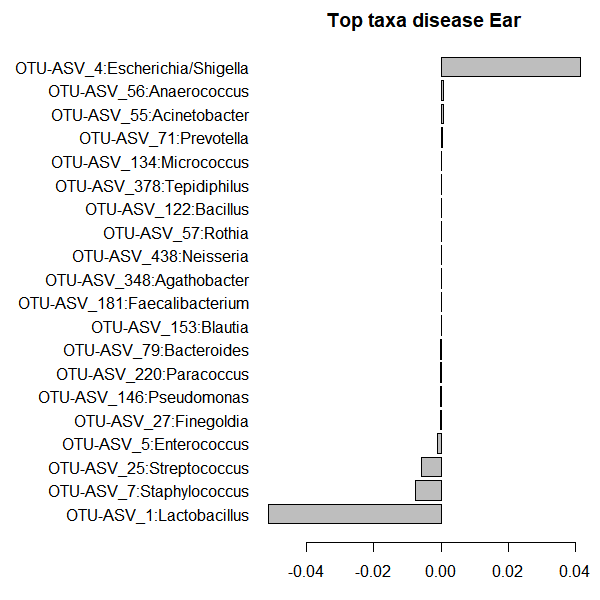 Top taxa disease Ear
OTU-ASV_4:Escherichia/Shigella
OTU-ASV_56:Anaerococcus
OTU-ASV_55:Acinetobacter
OTU-ASV_71:Prevotella
OTU-ASV_134:Micrococcus
OTU-ASV_378:Tepidiphilus
OTU-ASV_122:Bacillus
OTU-ASV_57:Rothia
OTU-ASV_438:Neisseria
OTU-ASV_348:Agathobacter
OTU-ASV_181:Faecalibacterium
OTU-ASV_153:Blautia
OTU-ASV_79:Bacteroides
OTU-ASV_220:Paracoccus
OTU-ASV_146:Pseudomonas
OTU-ASV_27:Finegoldia
OTU-ASV_5:Enterococcus
OTU-ASV_25:Streptococcus
OTU-ASV_7:Staphylococcus
OTU-ASV_1:Lactobacillus
-0.04 -0.02 0.00 0.02 0.04